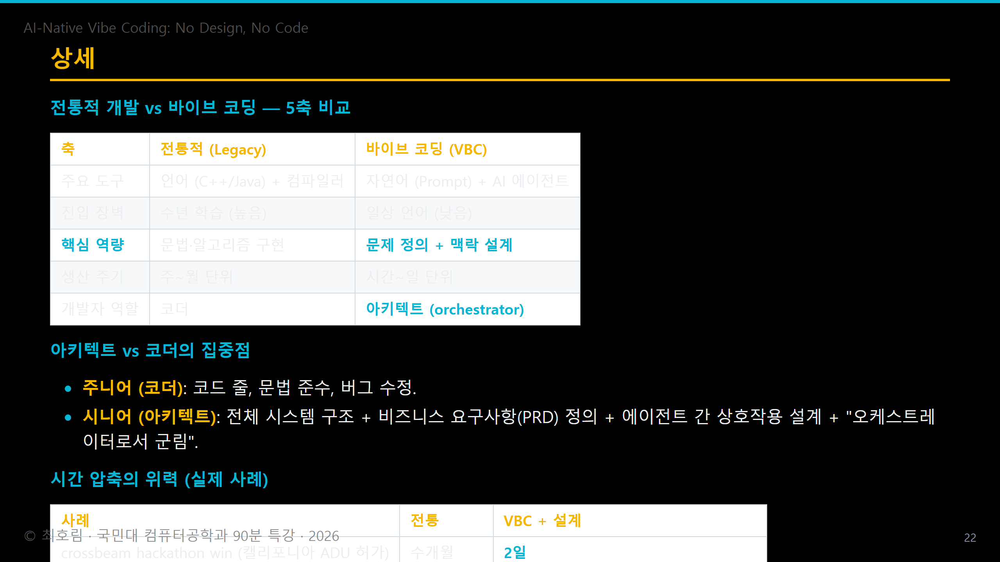 AI-Native Vibe Coding: No Design, No Code
상세
전통적 개발 vs 바이브 코딩 — 5축 비교
축 전통적 (Legacy) 바이브 코딩 (VBC)
주요 도구 언어 (C++/Java) + 컴파일러 자연어 (Prompt) + AI 에이전트
진입 장벽 수년 학습 (높음) 일상 언어 (낮음)
핵심 역량 문법·알고리즘 구현 문제 정의 + 맥락 설계
생산 주기 주~월 단위 시간~일 단위
개발자 역할 코더 아키텍트 (orchestrator)
아키텍트 vs 코더의 집중점
• 주니어 (코더): 코드 줄, 문법 준수, 버그 수정.
• 시니어 (아키텍트): 전체 시스템 구조 + 비즈니스 요구사항(PRD) 정의 + 에이전트 간 상호작용 설계 + "오케스트레
이터로서 군림".
시간 압축의 위력 (실제 사례)
사례 전통 VBC + 설계
© 최호림 · 국민대 컴퓨터공학과 90분 특강 · 2026
22
crossbeam hackathon win (캘리포니아 ADU 허가) 수개월 2일